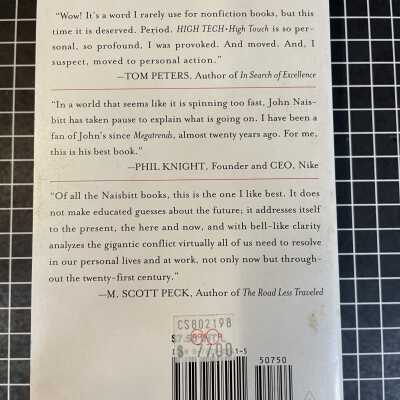 "Wow! It's a word I rarely use for nonfiction books, but this
time it is deserved. Period. HIGH TECH • High Touch is so per-
sonal, so profound, I was provoked. And moved. And, I
suspect, moved to personal action."
—TOM PETERS, Author of In Search of Excellence
"In a world that seems like it is spinning too fast, John Nais-
bitt has taken pause to explain what is going on. I have been a
fan of John's since Megatrends, almost twenty years ago. For me,
this is his best book."
—PHIL KNIGHT, Founder and CEO, Nike
"Of all the Naisbitt books, this is the one I like best. It does
not make educated guesses about the future; it addresses itself
to the present, the here and now, and with bell-like clarity
analyzes the gigantic conflict virtually all of us need to resolve
in our personal lives and at work, not only now but through-
out the twenty-first century."
—M. SCOTT PECK, Author of The Road Less Traveled
CS802198
50750